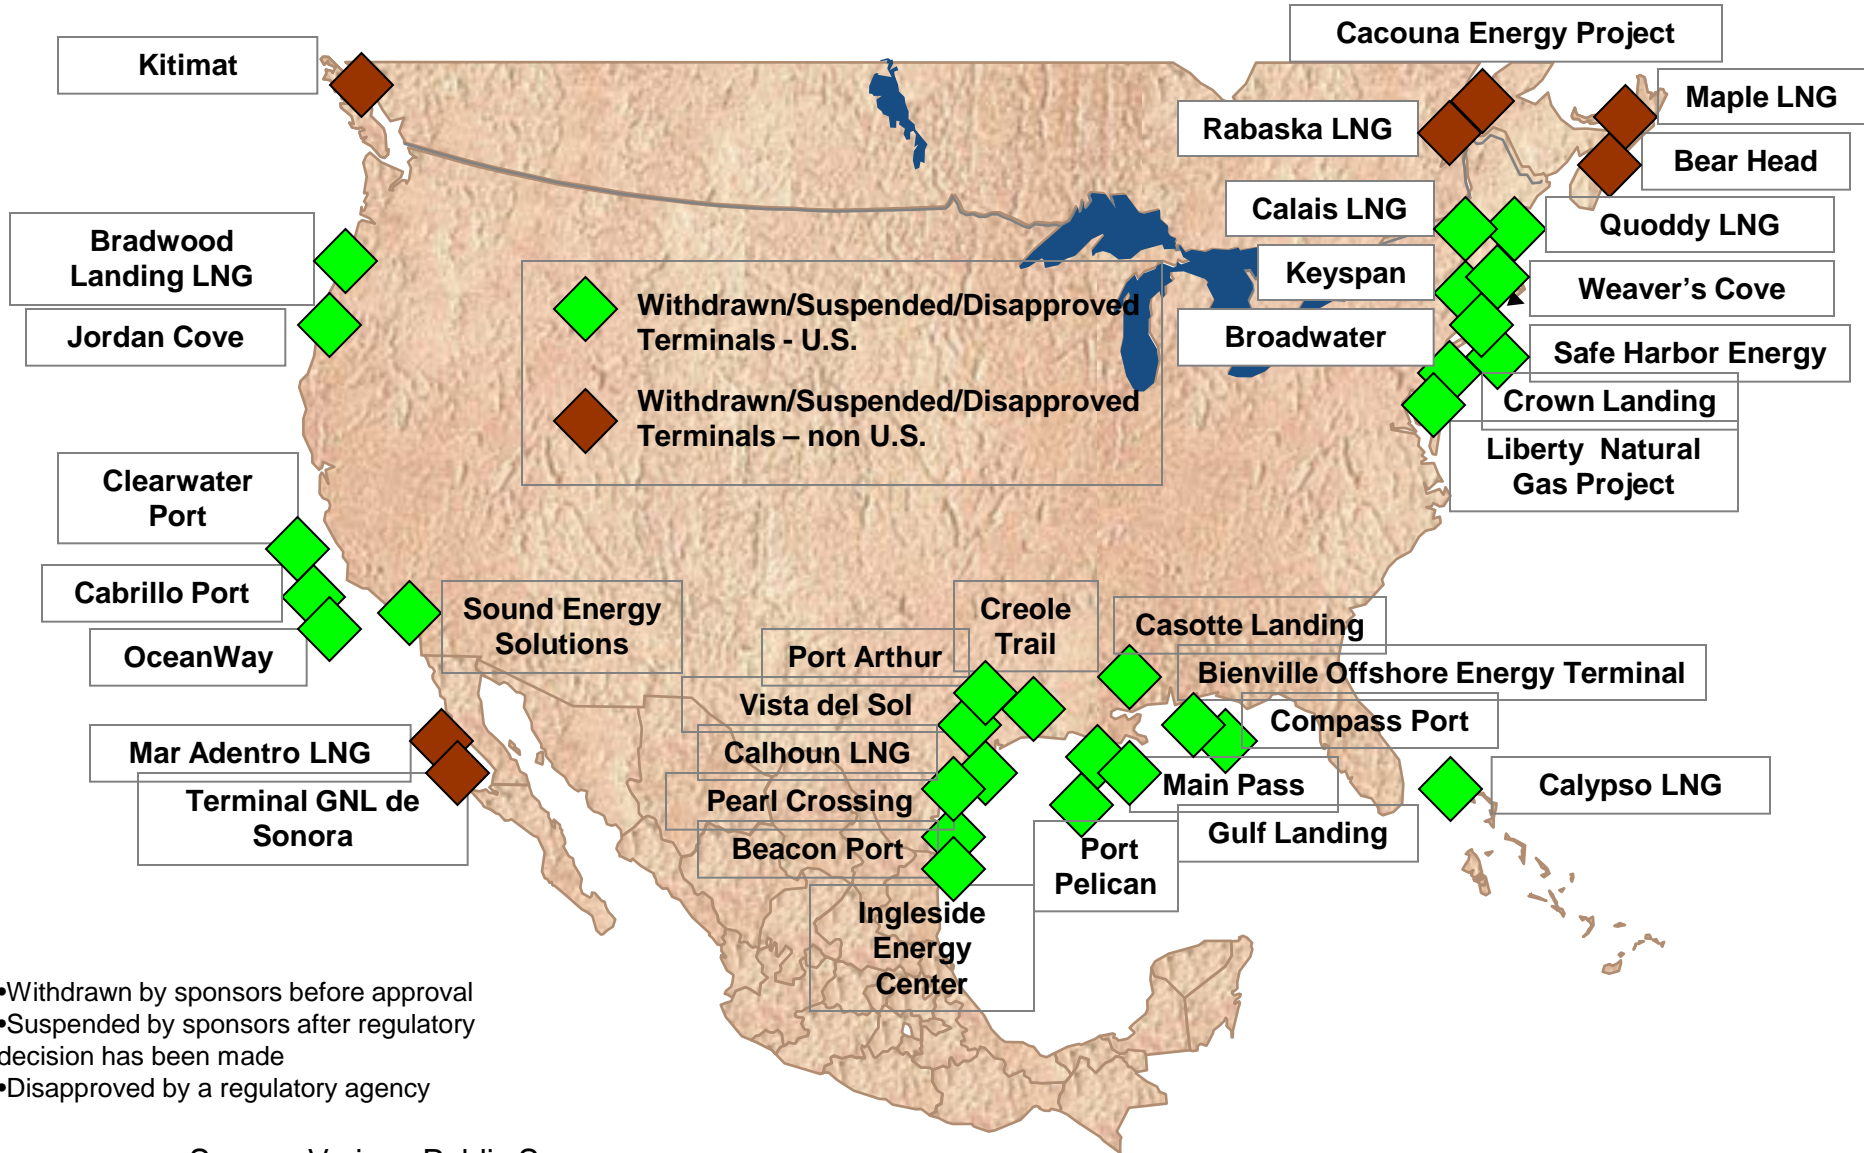 Cacouna Energy Project
Kitimat
Maple LNG
Rabaska LNG
Bear Head
Calais LNG
Quoddy LNG
Bradwood
Landing LNG
Keyspan
Weaver’s Cove
Withdrawn/Suspended/Disapproved
Terminals - U.S.
Jordan Cove
Broadwater
Safe Harbor Energy
Withdrawn/Suspended/Disapproved
Terminals – non U.S.
Crown Landing
Liberty Natural
Gas Project
Clearwater
Port
Cabrillo Port
Sound Energy
Solutions
Creole
Trail
Casotte Landing
OceanWay
Port Arthur
Bienville Offshore Energy Terminal
Vista del Sol
Compass Port
Mar Adentro LNG
Calhoun LNG
Main Pass
Calypso LNG
Terminal GNL de
Sonora
Pearl Crossing
Gulf Landing
Beacon Port
Port
Pelican
Ingleside
Energy
Center
•Withdrawn by sponsors before approval
•Suspended by sponsors after regulatory
decision has been made
•Disapproved by a regulatory agency